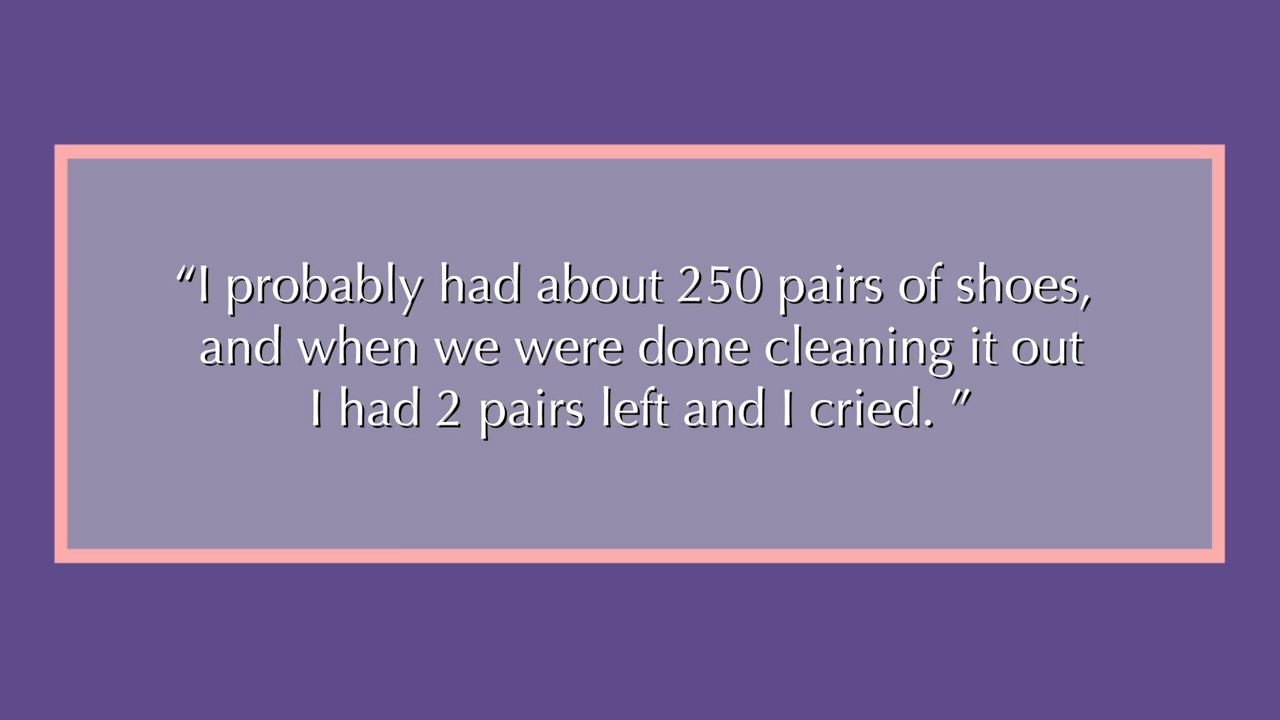 “I probably had about 250 pairs of shoes,
and when we were done cleaning it out
I had 2 pairs left and I cried. ”